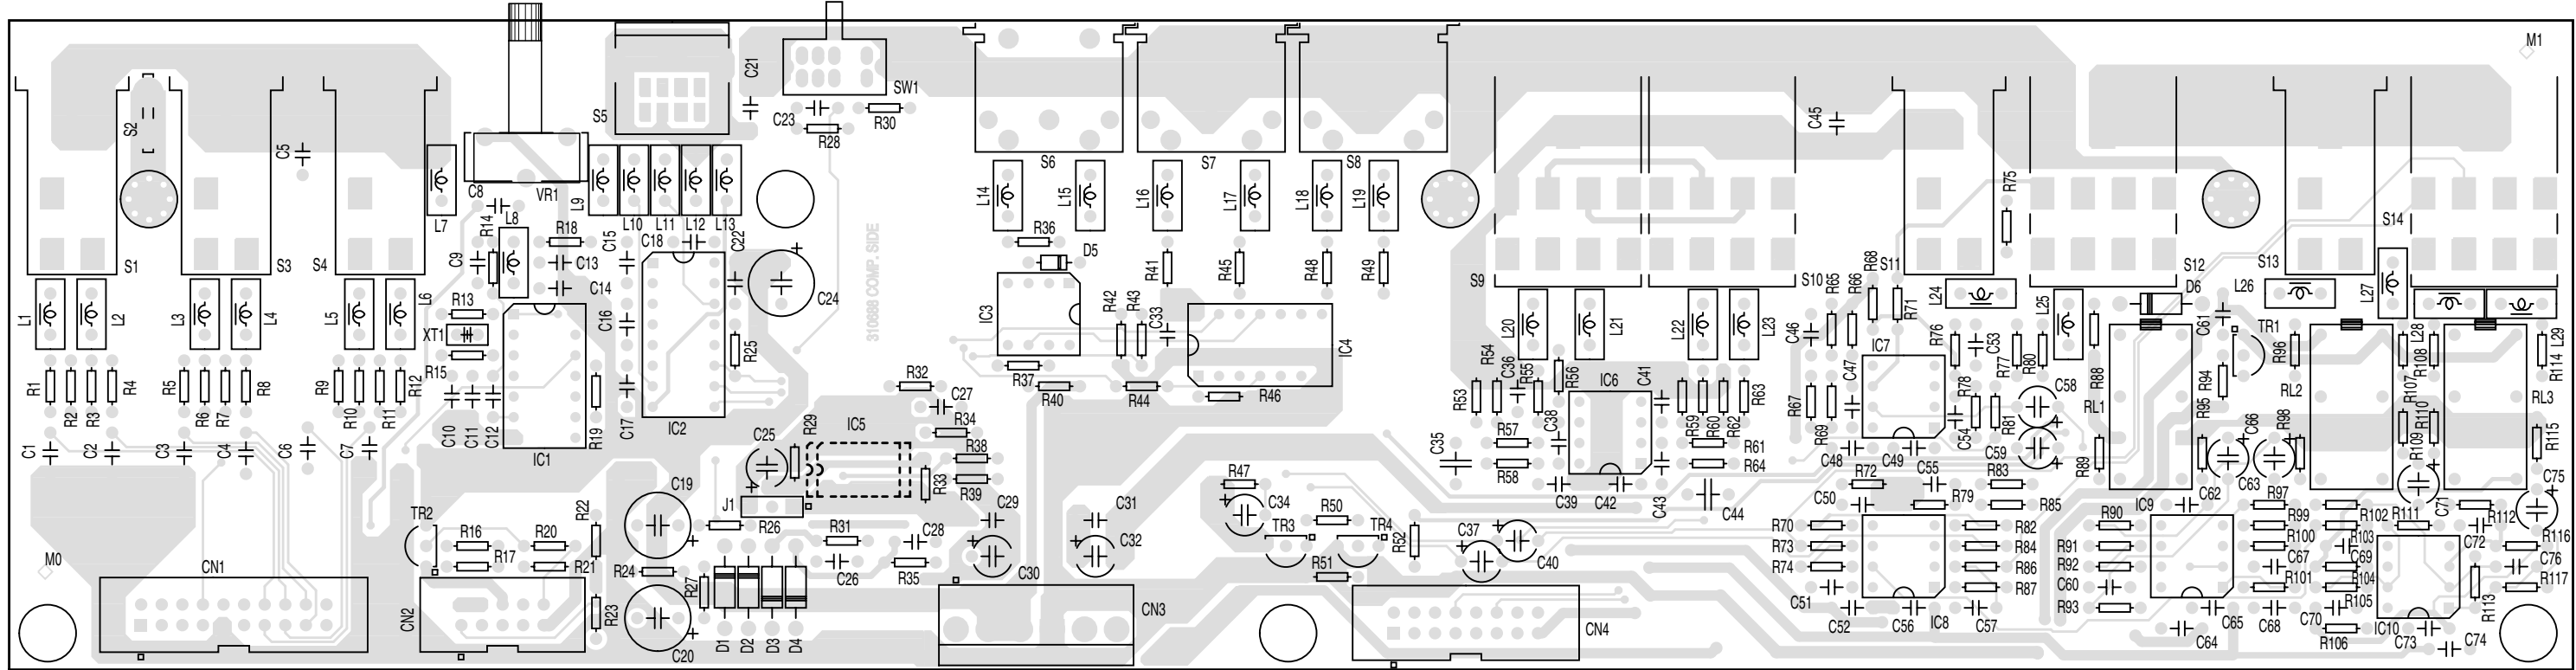 M1
C21
SW1
S5
C23
R28
R30
C45
S2
C5
C8
VR1
L7
R14
L8
L9
L10
L11
L12
L13
S6
S7
S8
L14
L15
L16
L17
L18
L19
R75
S14
S1
S3
S4
R18
C15
C18
C22
C9
C13
C14
C24
310888 COMP. SIDE
R36
D5
R41
R45
R48
R49
S9
S10
R65
R66
R68
S11
R71
L24
L25
S12
D6
L26
S13
L27
L1
L2
L3
L4
L5
L6
R13
XT1
R15
C16
R25
IC3
R42
R43
C33
IC4
L20
L21
L22
L23
C46
IC7
R76
C53
R77
R80
C61
TR1
R96
L28
L29
R108
R114
R1
R2
R3
R4
R5
R6
R7
R8
R9
R10
R11
R12
C10
C11
C12
IC1
R19
C17
IC2
R32
R37
R40
R44
R46
R53
R54
C36
R55
R56
IC6
C41
R59
R60
R62
R63
R67
R69
C47
R78
C54
R81
C58
R88
RL1
R94
R95
RL2
R107
R110
RL3
C1
C2
C3
C4
C6
C7
C25
R29
IC5
C27
R34
R38
R33
R39
C35
R57
R58
C38
R61
R64
C48
C49
C55
C59
R83
R89
C66
R98
R109
R115
C19
J1
R26
C29
C31
R47
C34
C39
C42
C43
C44
R72
C50
R79
R85
IC9
C62
C63
R97
C71
C75
TR2
R16
R17
R20
R21
R22
R31
C28
C26
R35
C32
TR3
R50
TR4
R52
R51
C37
C40
R70
R73
R74
R82
R84
R86
R87
R90
R91
R92
C60
R93
R99
R100
C67
R101
R102
R103
C69
R104
R105
R111
R112
C72
R116
C76
R117
M0
CN1
CN2
R24
R27
R23
C20
D1
D2
D3
D4
C30
CN3
CN4
C51
C52
C56
IC8
C57
C64
C65
C68
C70
R106
IC10
C73
C74
R113